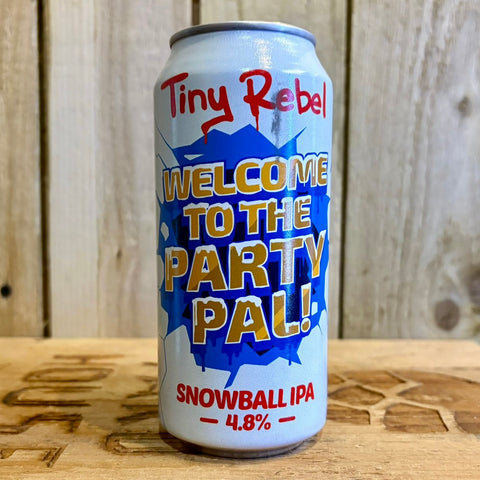 Tiny Rebel
WELCOME
TO THE
PARTY
PAL!
SNOWBALL IPA
— 4.8% —